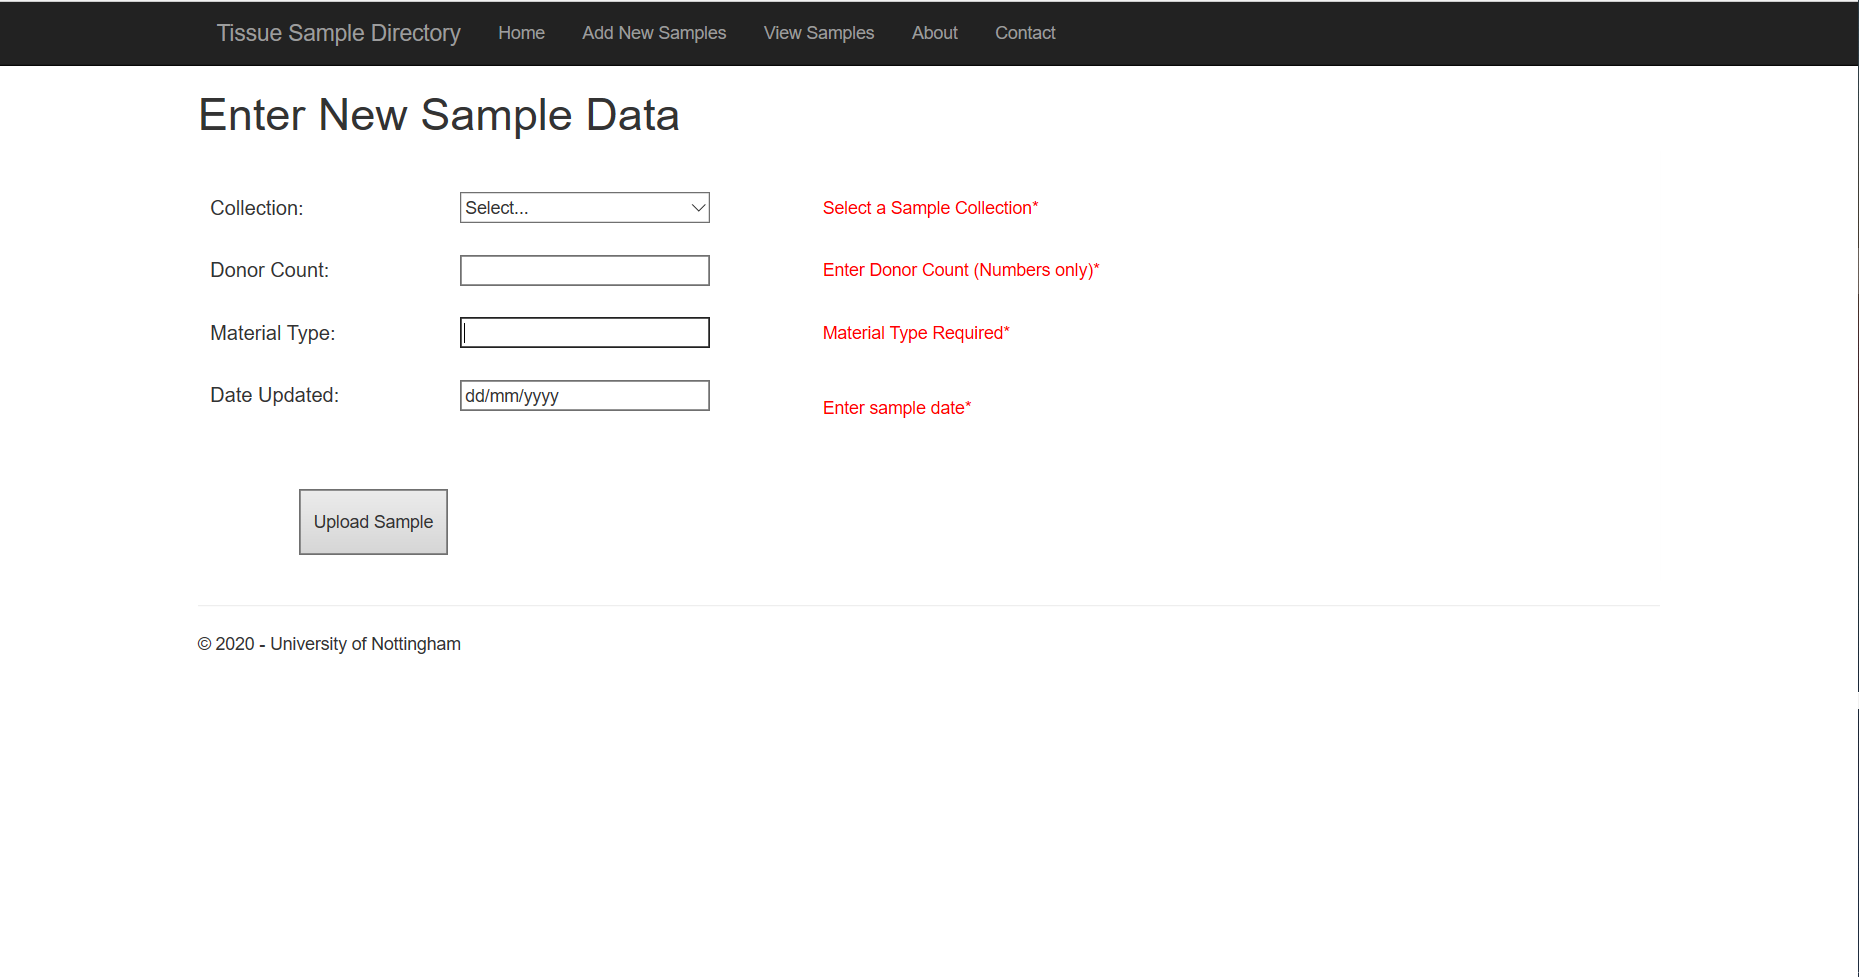 Tissue Sample Directory Home Add New Samples View Samples About Contact
Enter New Sample Data
Collection: Select... Select a Sample Collection*
Donor Count: Enter Donor Count (Numbers only)*
Material Type: Material Type Required*
Date Updated: dd/mm/yyyy Enter sample date*
Upload Sample
© 2020 - University of Nottingham